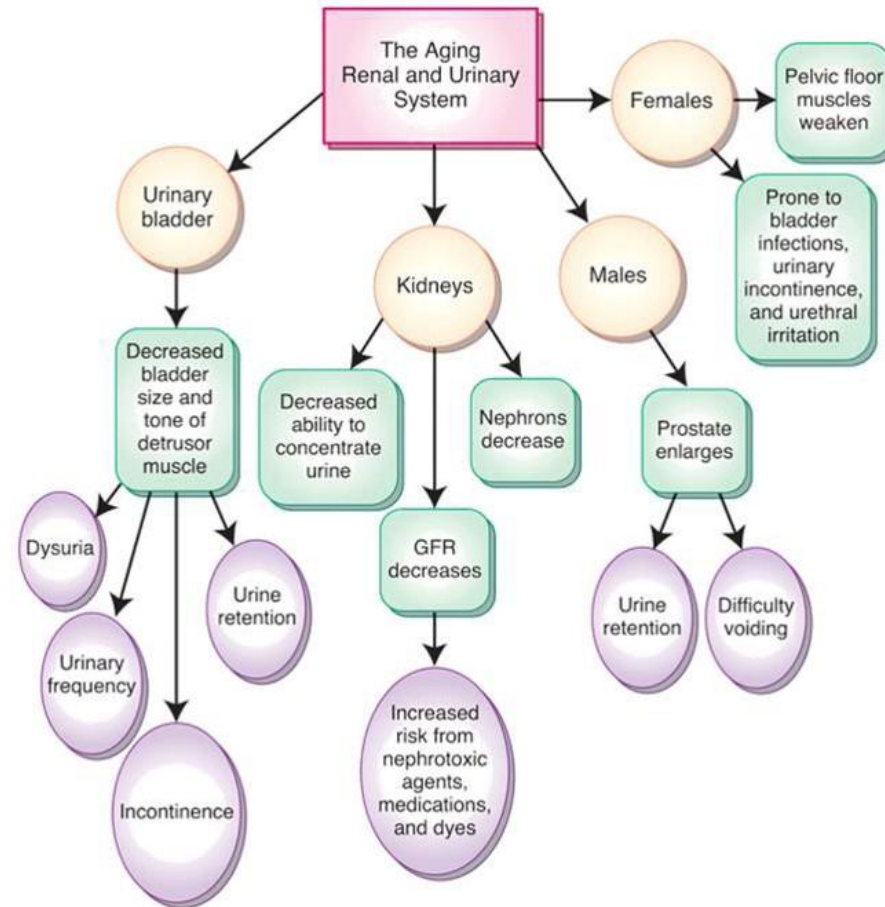 The Aging
Renal and Urinary
System
Females
Pelvic floor
muscles
weaken
Urinary
bladder
Prone to
bladder
infections,
urinary
incontinence,
and urethral
irritation
Kidneys
Males
Decreased
bladder
size and
tone of
detrusor
muscle
Decreased
ability to
concentrate
urine
Nephrons
decrease
Prostate
enlarges
Dysuria
Urine
retention
GFR
decreases
Urine
retention
Difficulty
voiding
Urinary
frequency
Increased
risk from
nephrotoxic
agents,
medications,
and dyes
Incontinence